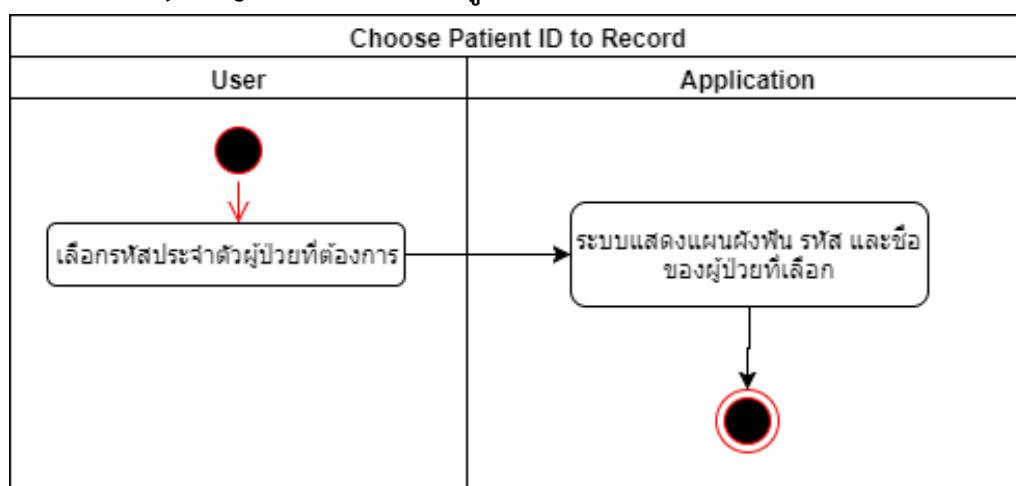 Choose Patient ID to Record
User
Application
เลือกรหัสประจำตัวผู้ป่วยที่ต้องการ
ระบบแสดงแผนผังฟัน รหัส และชื่อ
ของผู้ป่วยที่เลือก